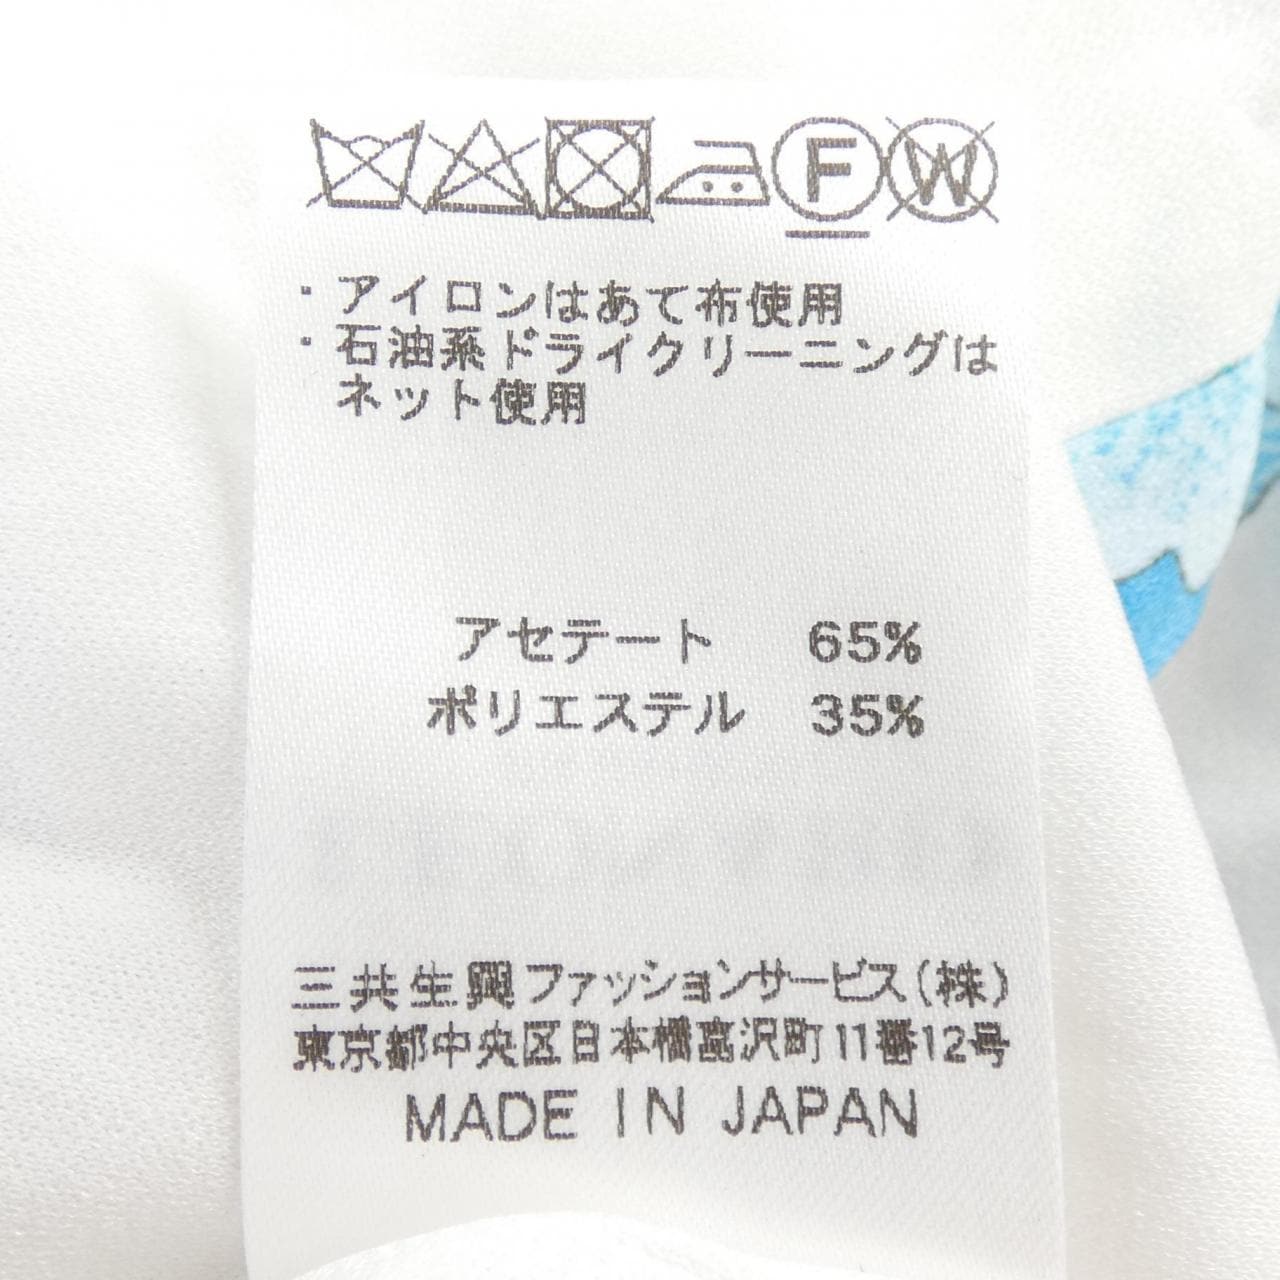 F W
・アイロンはあて布使用
・石油系ドライクリーニングは
ネット使用
アセテート 65%
ポリエステル 35%
三共生興ファッションサービス(株)
東京都中央区日本橋富沢町11番12号
MADE IN JAPAN